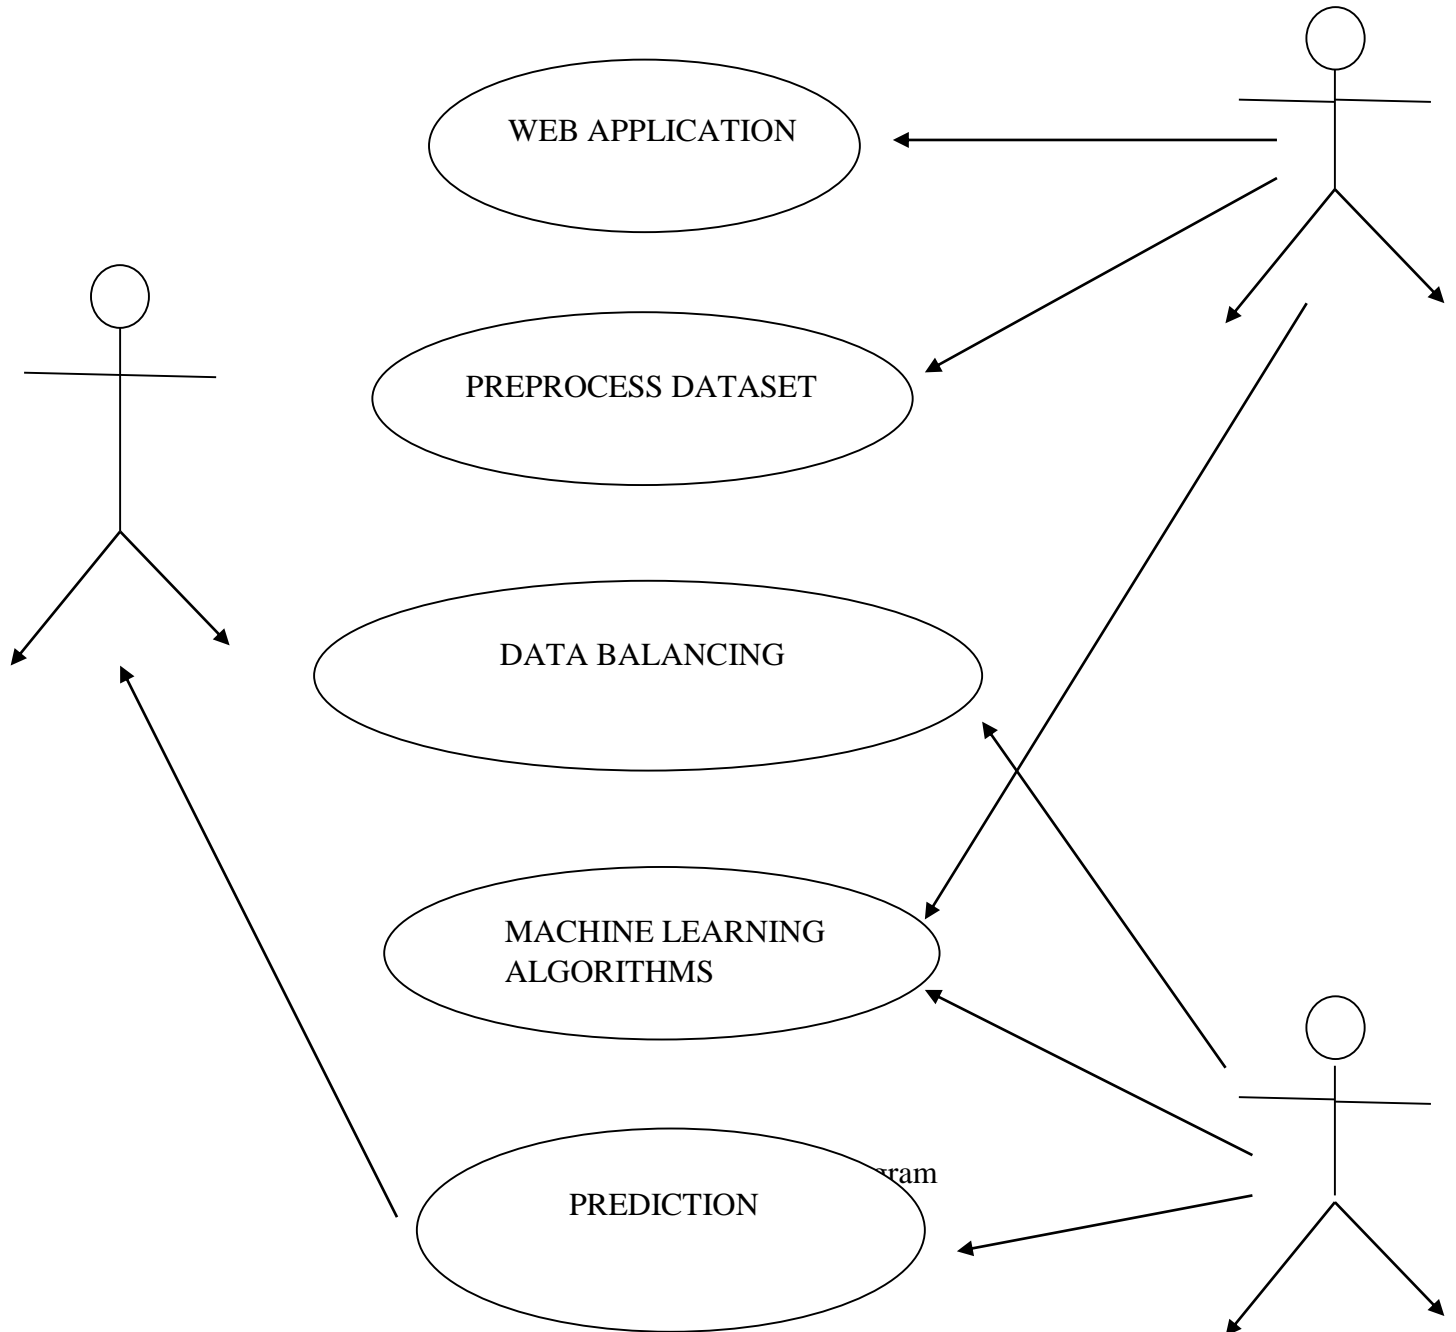 WEB APPLICATION
PREPROCESS DATASET
DATA BALANCING
MACHINE LEARNING
ALGORITHMS
PREDICTION